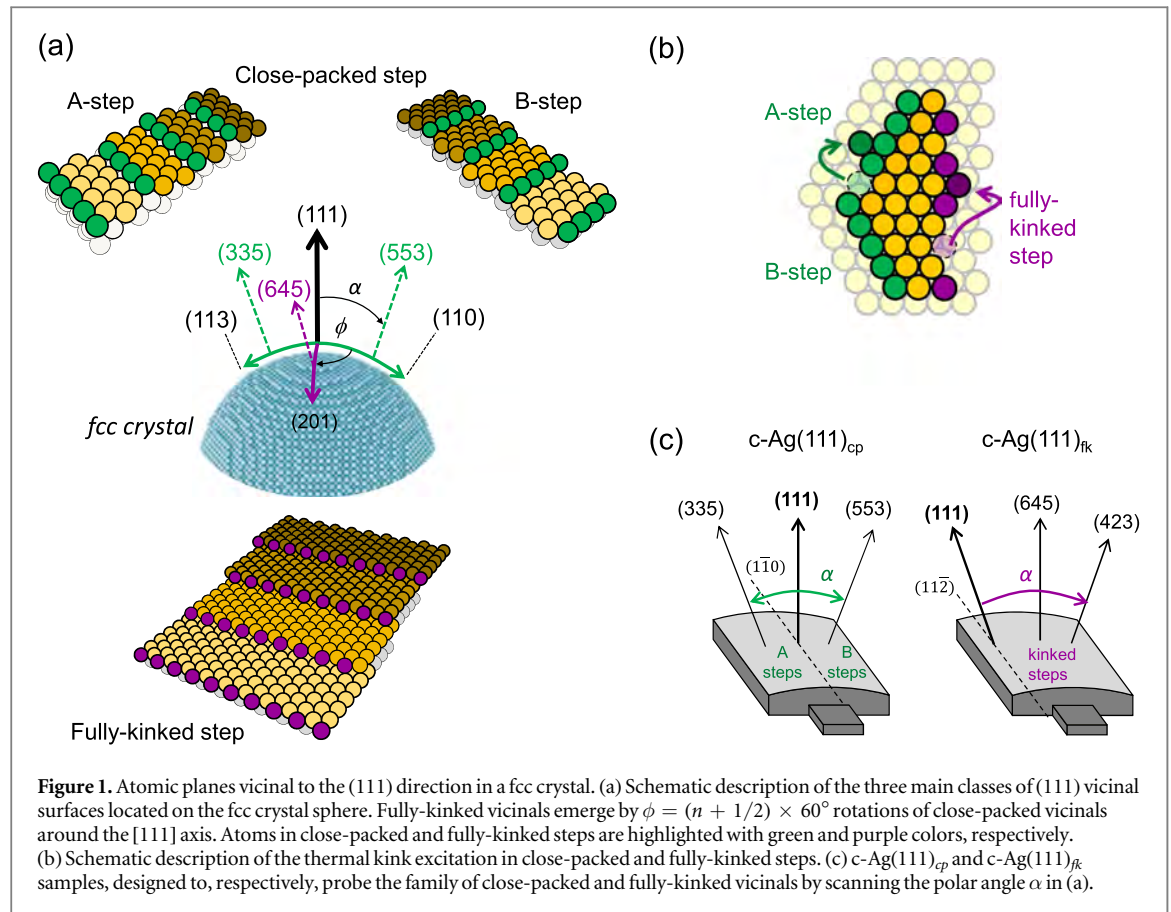 (a)
Close-packed step
A-step
B-step
(111)
(335)
(553)
(645)
α
(113)
(110)
ϕ
(201)
fcc crystal
Fully-kinked step
(b)
A-step
fully-
kinked
step
B-step
(c)
c-Ag(111)cp
c-Ag(111)fk
(335)
(111)
(553)
(11̅0)
α
A
steps
B
steps
(111)
(645)
(423)
(112̅)
α
kinked
steps
Figure 1. Atomic planes vicinal to the (111) direction in a fcc crystal. (a) Schematic description of the three main classes of (111) vicinal
surfaces located on the fcc crystal sphere. Fully-kinked vicinals emerge by ϕ = (n + 1/2) × 60° rotations of close-packed vicinals
around the [111] axis. Atoms in close-packed and fully-kinked steps are highlighted with green and purple colors, respectively.
(b) Schematic description of the thermal kink excitation in close-packed and fully-kinked steps. (c) c-Ag(111)cp and c-Ag(111)fk
samples, designed to, respectively, probe the family of close-packed and fully-kinked vicinals by scanning the polar angle α in (a).